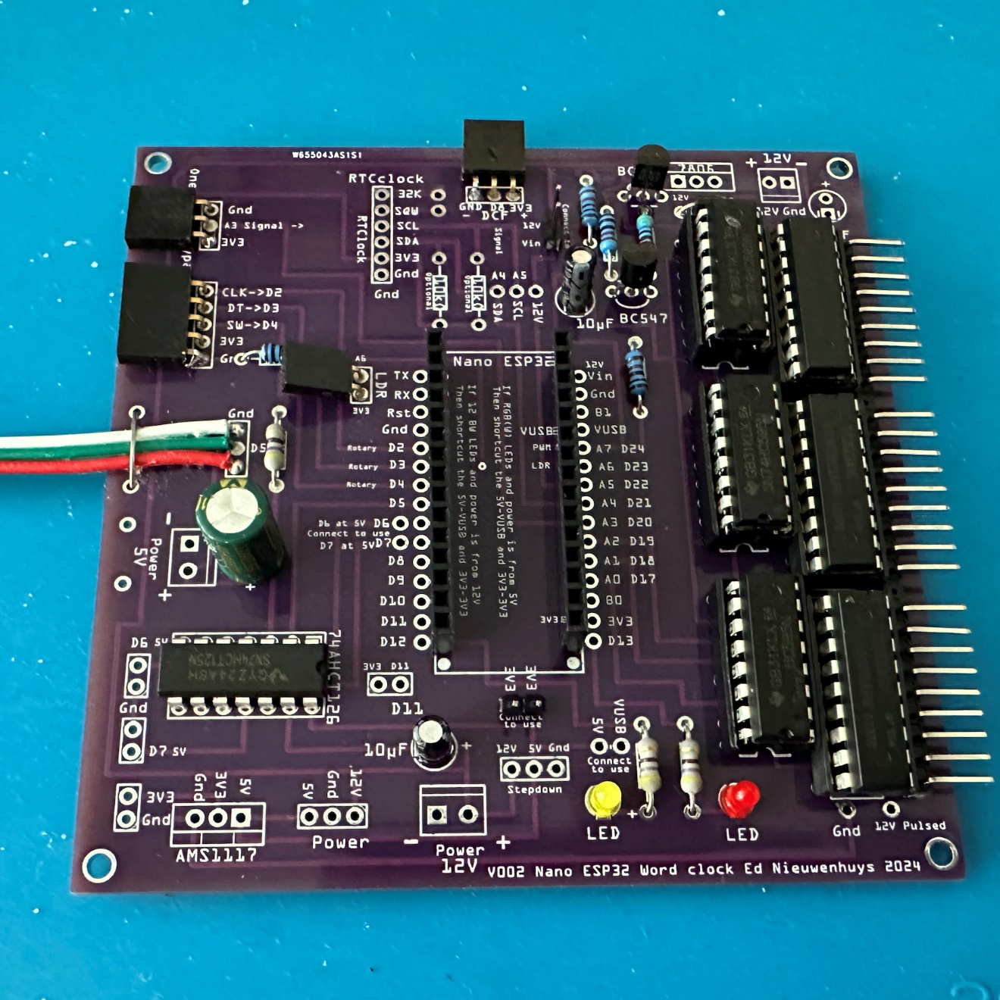 W655043AS1S1
RTCclock
RTClock
32K
SQW
SCL
SDA
3V3
Gnd
Gnd
GND DA 3V3
- DCF +
Signal
12V
Vin
BC
7A05
12V
+ 12V -
12V Gnd
+
One
Gnd
A3 Signal ->
3V3
CLK->D2
DT->D3
SW->D4
3V3
optional
10kΩ
optional
10kΩ
A4 A5
SDA
SCL
12V
10µF
BC547
A6
LDR
3V3
Nano ESP32
TX
RX
Rst
Gnd
Rotary D2
Rotary D3
Rotary D4
D5
D6 at 5V D6
Connect to use
D7 at 5V D7
D8
D9
D10
D11
D12
If 12 BV LEDs and power is from 12V
Then shortcut the 5V-VUSB and 3V3-3V3
If RGB(W) LEDs and power is from 5V
Then shortcut the 5V-VUSB and 3V3-3V3
VUSB
PWM
LDR
3V3
12V
Vin
Gnd
B1
VUSB
A7 D24
A6 D23
A5 D22
A4 D21
A3 D20
A2 D19
A1 D18
A0 D17
B0
3V3
D13
Gnd
D5
- Power 5V +
+
D6 5V
Gnd
D7 5V
3V3
Gnd
74AHCT126
GYZ24A8H
SN74HCT125N
3V3 D11
D11
3V3
3V3
Connect
to use
10µF
+
12V 5V Gnd
Stepdown
5V
VUSB
Connect
to use
Gnd
3V3
5V
AMS1117
5V
Gnd
12V
Power
- Power +
12V
LED
+
LED
Gnd
12V Pulsed
V002 Nano ESP32 Word clock Ed Nieuwenhuys 2024